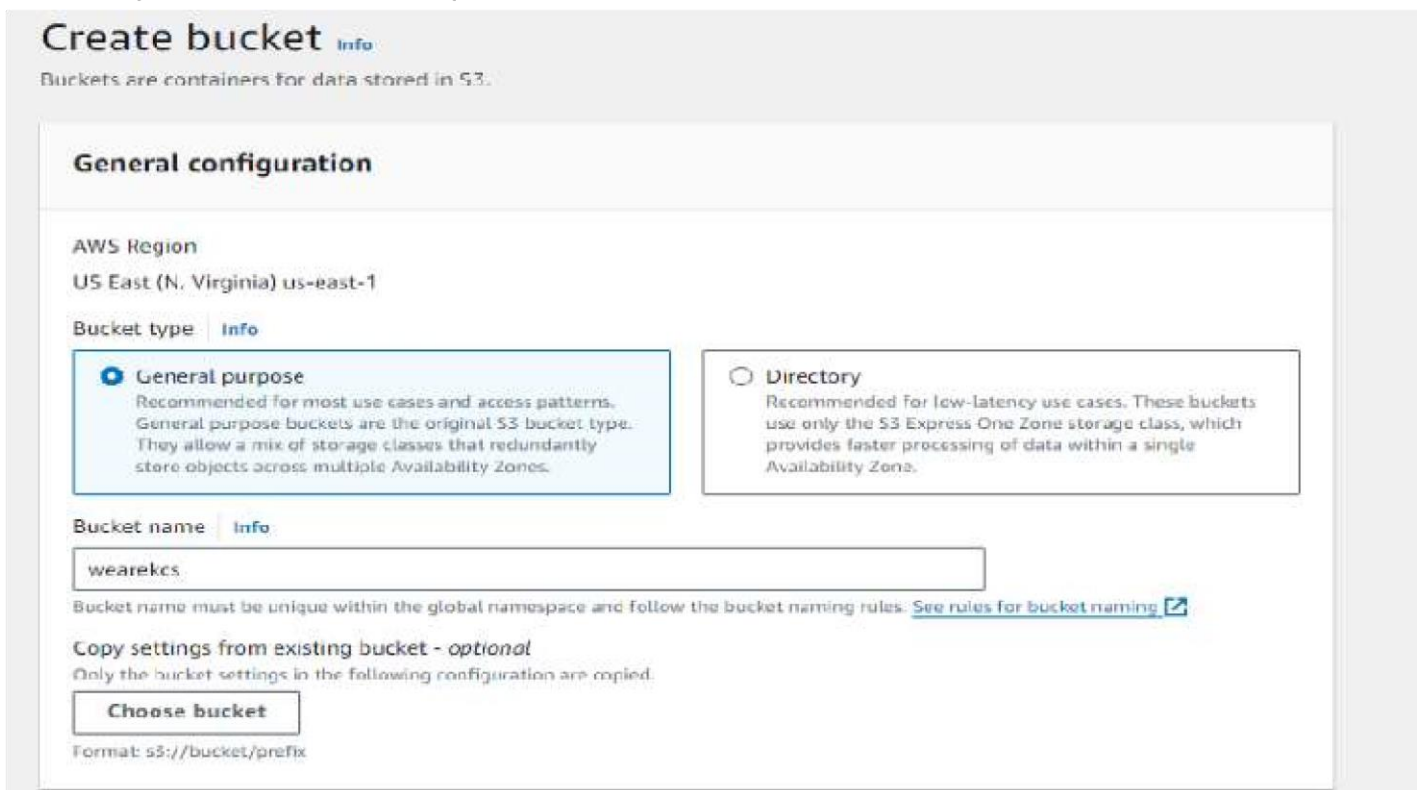 Create bucket Info
Buckets are containers for data stored in S3.
General configuration
AWS Region
US East (N. Virginia) us-east-1
Bucket type Info
General purpose
Recommended for most use cases and access patterns.
General purpose buckets are the original S3 bucket type.
They allow a mix of storage classes that redundantly
store objects across multiple Availability Zones.
Directory
Recommended for low-latency use cases. These buckets
use only the S3 Express One Zone storage class, which
provides faster processing of data within a single
Availability Zone.
Bucket name Info
wearekcs
Bucket name must be unique within the global namespace and follow the bucket naming rules. See rules for bucket naming
Copy settings from existing bucket - optional
Only the bucket settings in the following configuration are copied.
Choose bucket
Format: s3://bucket/prefix